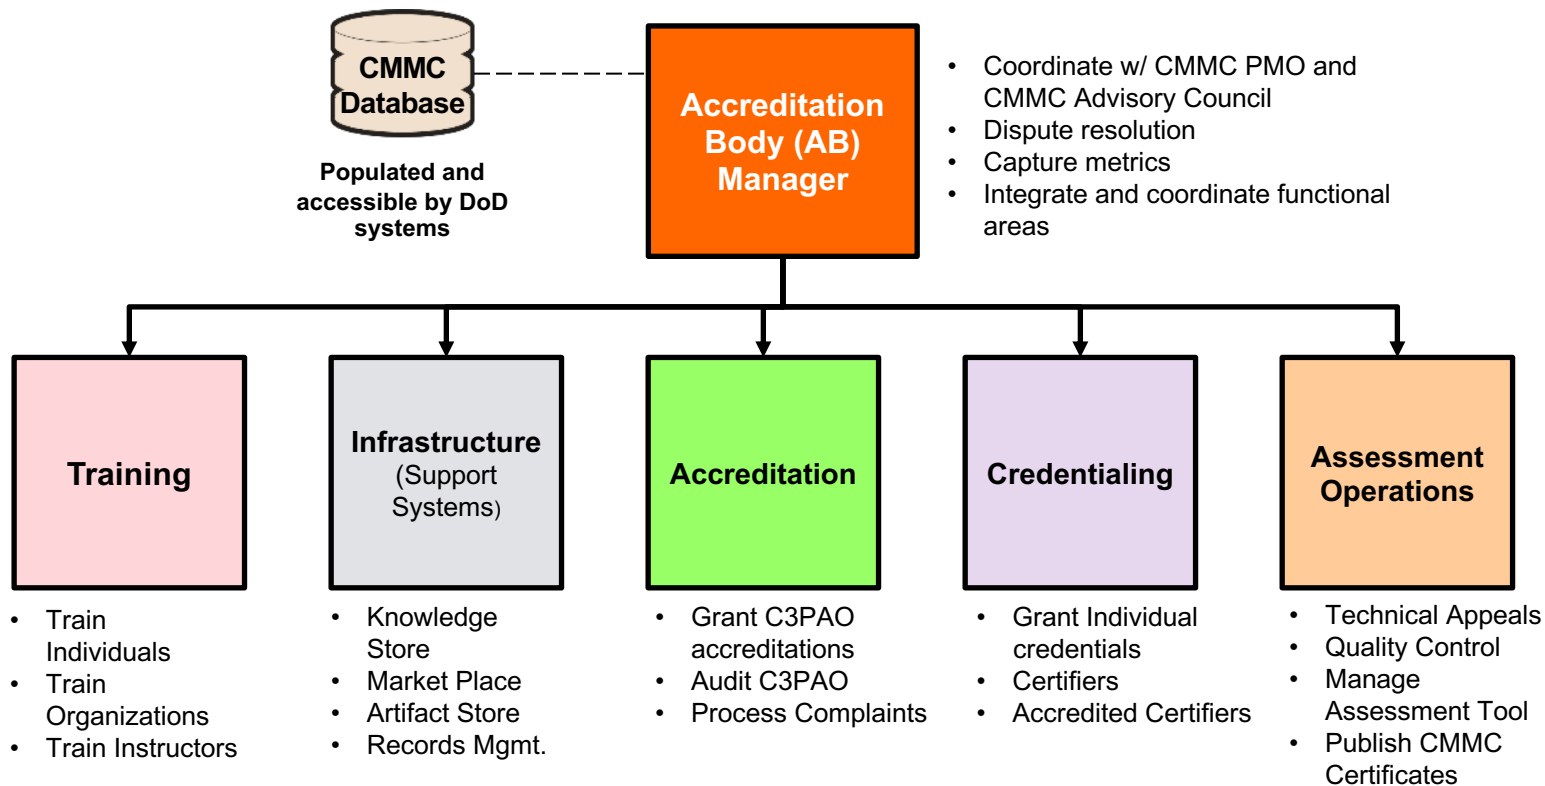 CMMC
Database
Populated and
accessible by DoD
systems
Accreditation
Body (AB)
Manager
• Coordinate w/ CMMC PMO and
CMMC Advisory Council
• Dispute resolution
• Capture metrics
• Integrate and coordinate functional
areas
Training
• Train
Individuals
• Train
Organizations
• Train Instructors
Infrastructure
(Support
Systems)
• Knowledge
Store
• Market Place
• Artifact Store
• Records Mgmt.
Accreditation
• Grant C3PAO
accreditations
• Audit C3PAO
• Process Complaints
Credentialing
• Grant Individual
credentials
• Certifiers
• Accredited Certifiers
Assessment
Operations
• Technical Appeals
• Quality Control
• Manage
Assessment Tool
• Publish CMMC
Certificates